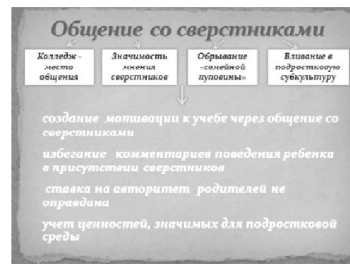 Общение со сверстниками
Колледж -
место
общения
Значимость
мнения
сверстников
Обрывание
«семейной
пуповины»
Вливание в
подростковую
субкультуру
создание мотивации к учебе через общение со
сверстниками
избегание комментариев поведения ребенка
в присутствии сверстников
ставка на авторитет родителей не
оправдана
учет ценностей, значимых для подростковой
среды